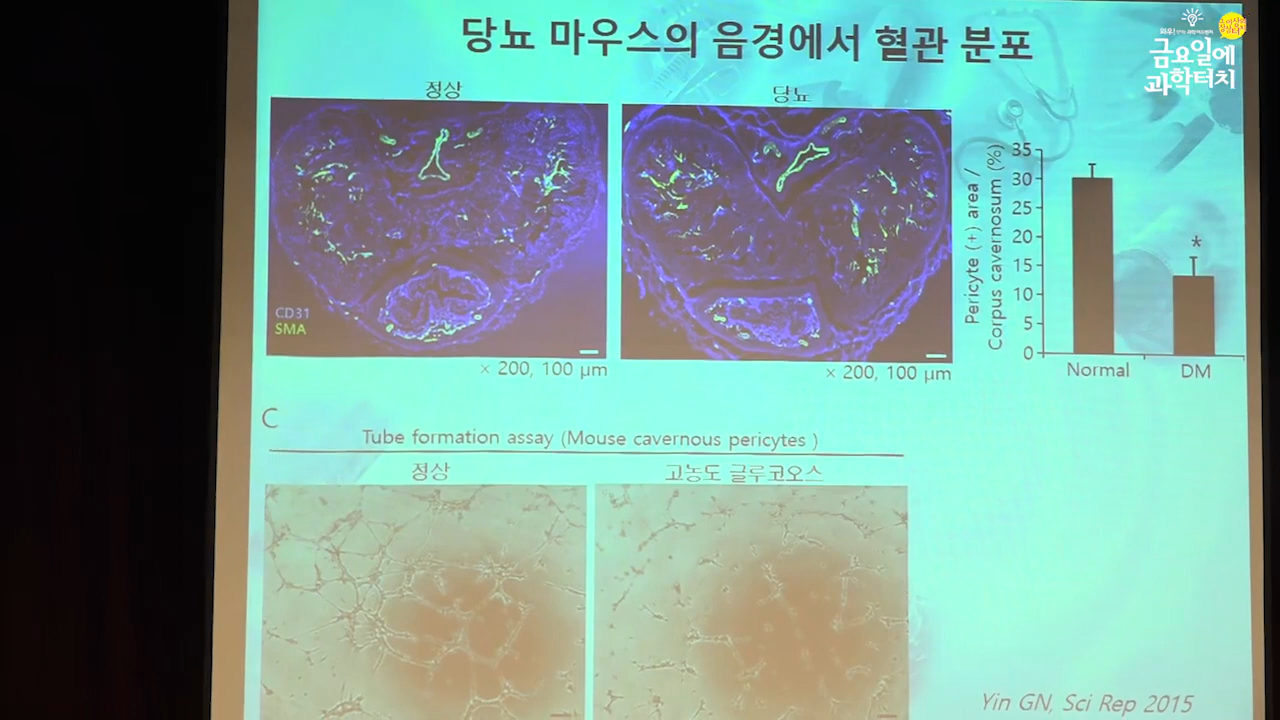 당뇨 마우스의 음경에서 혈관 분포
금요일에
과학터치
정상
당뇨
CD31
SMA
× 200, 100 μm
× 200, 100 μm
Pericyte (+) area /
Corpus cavernosum (%)
35
30
25
20
15
10
5
0
*
Normal
DM
C
Tube formation assay (Mouse cavernous pericytes )
정상
고농도 글루코오스
Yin GN, Sci Rep 2015